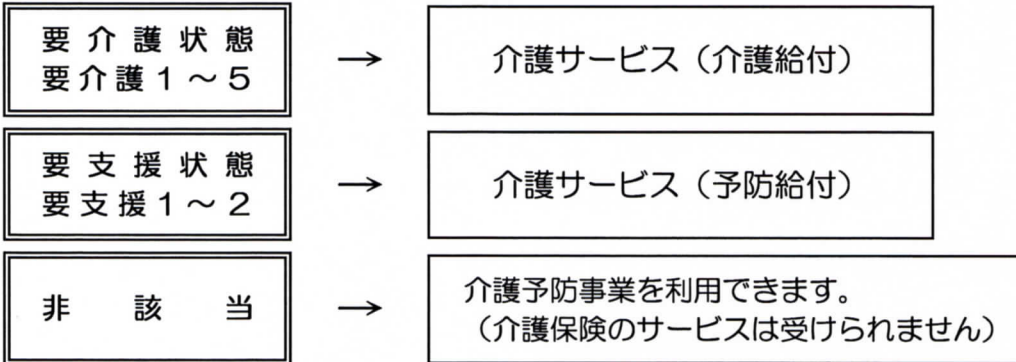 要介護状態
要介護1～5
→
介護サービス（介護給付）
要支援状態
要支援1～2
→
介護サービス（予防給付）
非該当
→
介護予防事業を利用できます。
（介護保険のサービスは受けられません）